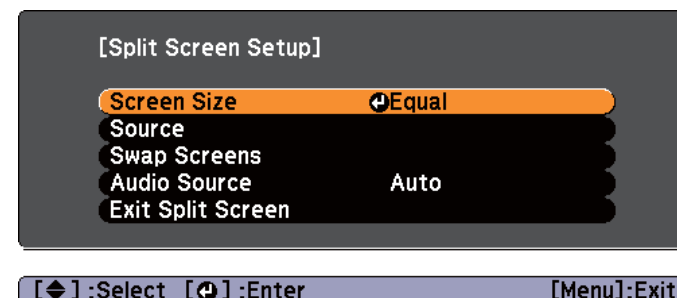 [Split Screen Setup]
Screen Size Equal
Source
Swap Screens
Audio Source Auto
Exit Split Screen
[ ] :Select [ ] :Enter [Menu]:Exit